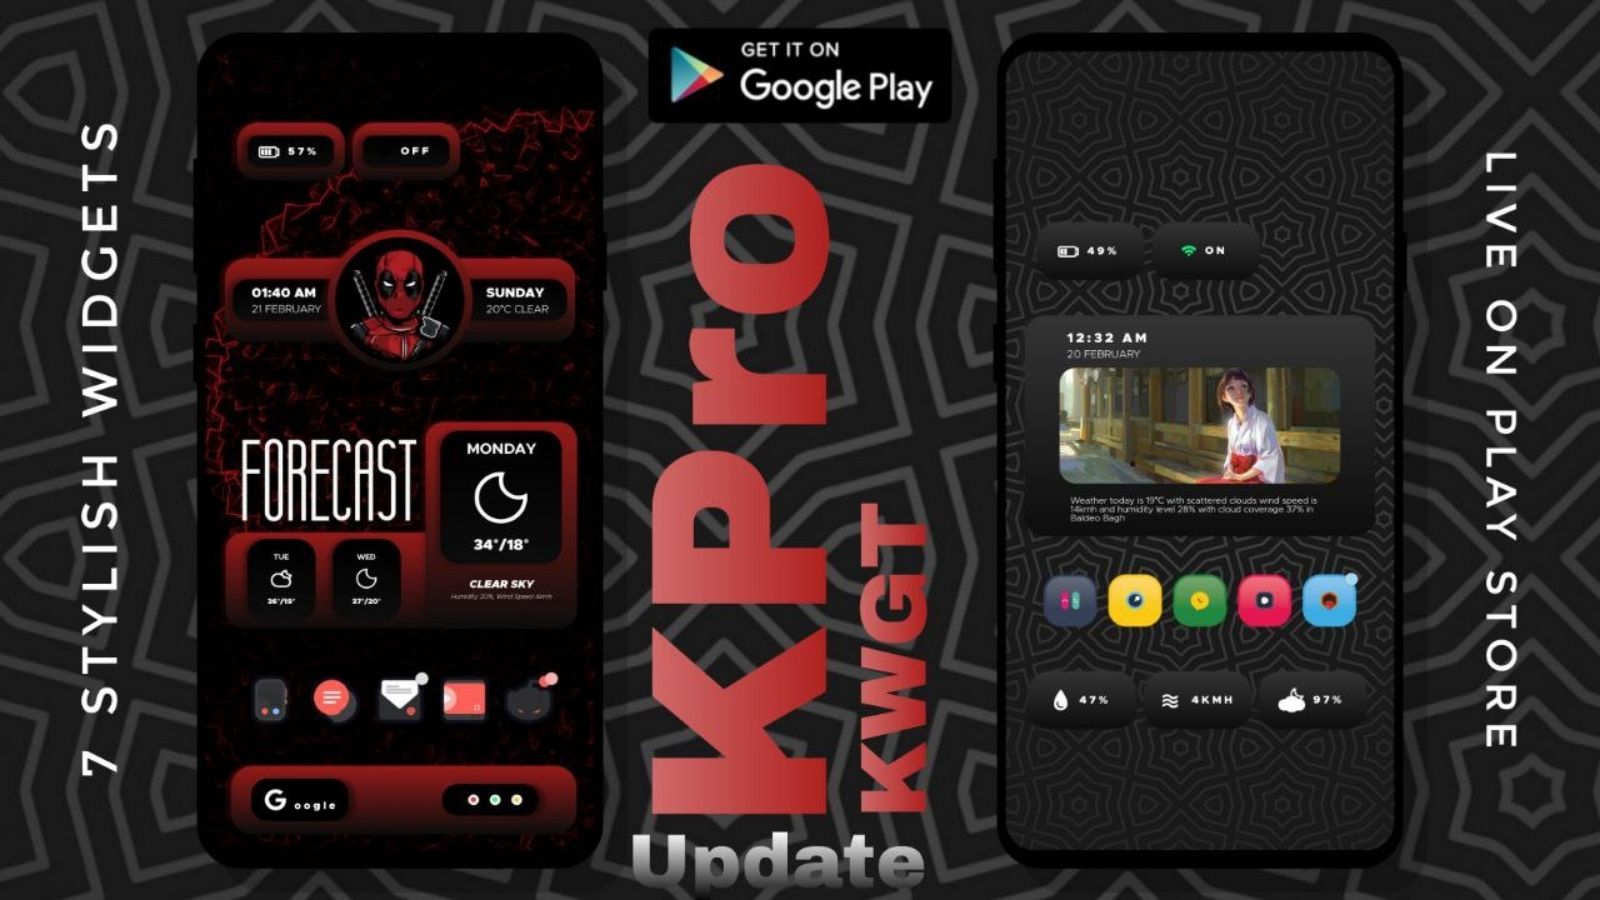 7 STYLISH WIDGETS
57%
OFF
01:40 AM
21 FEBRUARY
SUNDAY
20°C CLEAR
FORECAST
MONDAY
34°/18°
CLEAR SKY
Humidity 20%, Wind Speed 4kmh
TUE
36°/19°
WED
37°/20°
G oogle
GET IT ON
Google Play
KPro
KWGT
Update
49%
ON
12:32 AM
20 FEBRUARY
Weather today is 19°C with scattered clouds wind speed is
14kmh and humidity level 28% with cloud coverage 37% in
Baldeo Bagh
47%
4KMH
97%
LIVE ON PLAY STORE